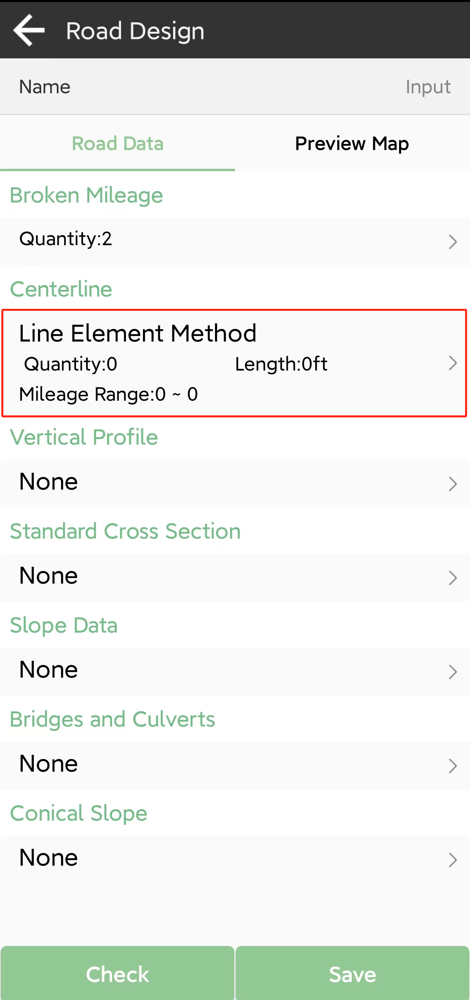 Road Design
Name Input
Road Data Preview Map
Broken Mileage
Quantity:2
Centerline
Line Element Method
Quantity:0 Length:0ft
Mileage Range:0 ~ 0
Vertical Profile
None
Standard Cross Section
None
Slope Data
None
Bridges and Culverts
None
Conical Slope
None
Check Save